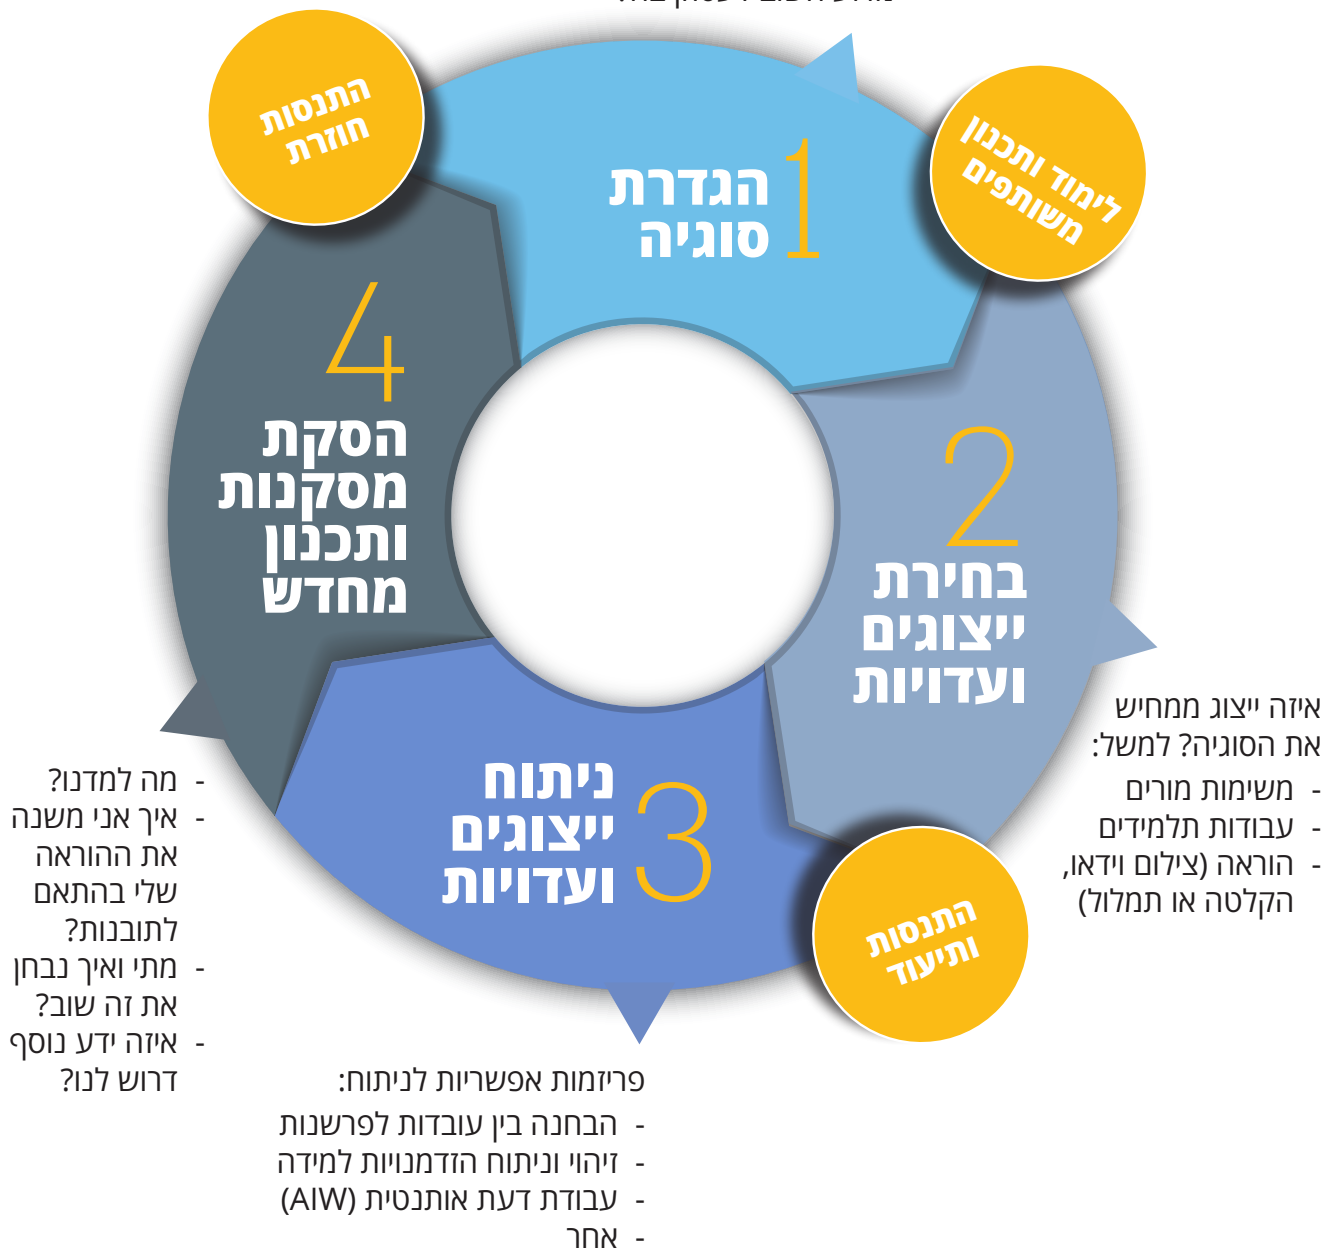 התנסות
חוזרת
לימוד ותכנון
משותפים
1
הגדרת
סוגיה
2
בחירת
ייצוגים
ועדויות
איזה ייצוג ממחיש
את הסוגיה? למשל:
- משימות מורים
- עבודות תלמידים
- הוראה (צילום וידאו,
הקלטה או תמלול)
התנסות
ותיעוד
3
ניתוח
ייצוגים
ועדויות
פריזמות אפשריות לניתוח:
- הבחנה בין עובדות לפרשנות
- זיהוי וניתוח הזדמנויות למידה
- עבודת דעת אותנטית (AIW)
- אחר
4
הסקת
מסקנות
ותכנון
מחדש
- מה למדנו?
- איך אני משנה
את ההוראה
שלי בהתאם
לתובנות?
- מתי ואיך נבחן
את זה שוב?
- איזה ידע נוסף
דרוש לנו?